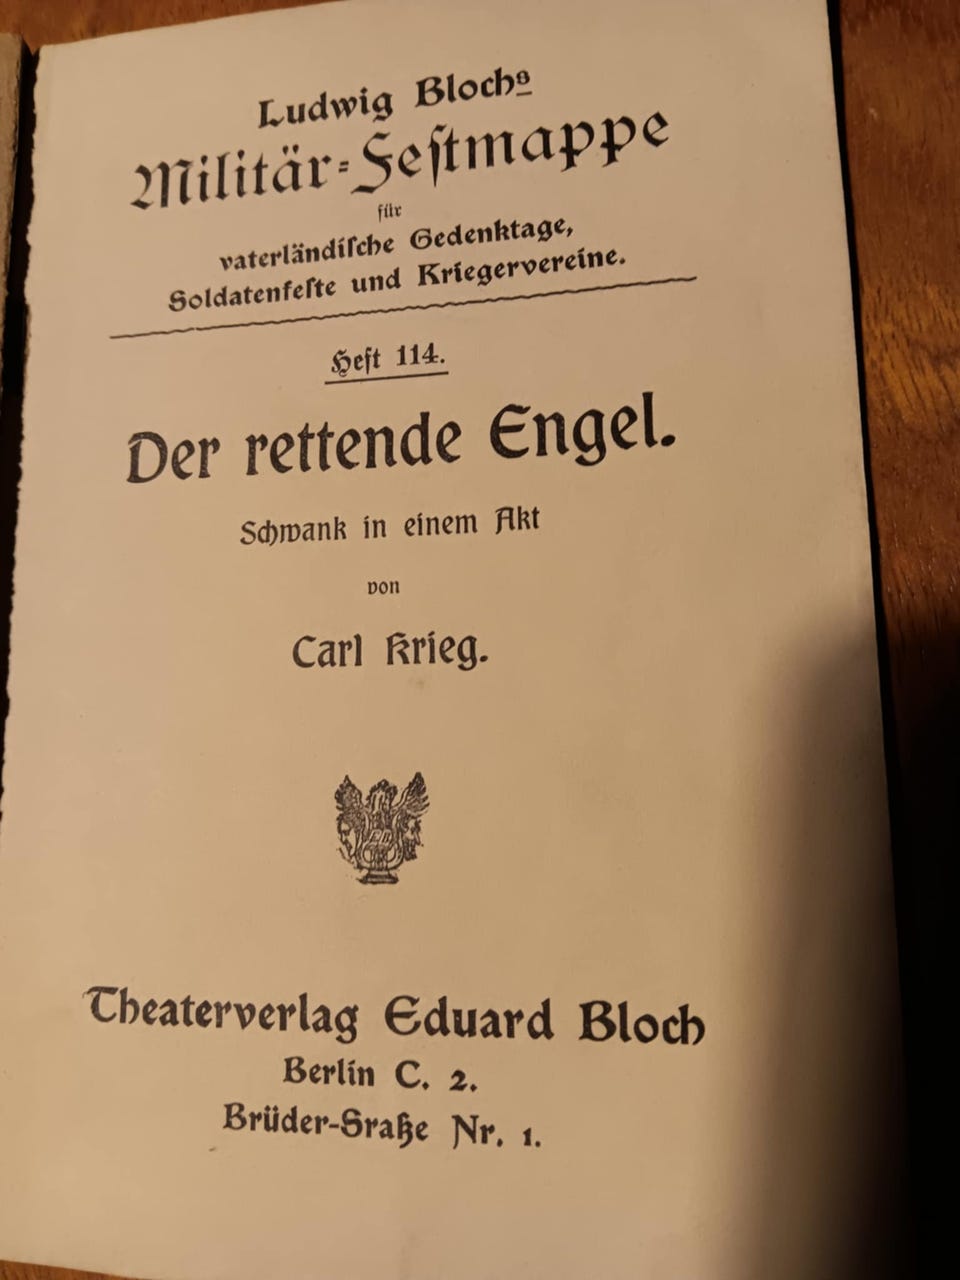 Ludwig Blochs
Militär=Feſtmappe
für
vaterländiſche Gedenktage,
Soldatenfeſte und Kriegervereine.
Heft 114.
Der rettende Engel.
Schwank in einem Akt
von
Carl Krieg.
Theaterverlag Eduard Bloch
Berlin C. 2.
Brüder-Sraße Nr. 1.